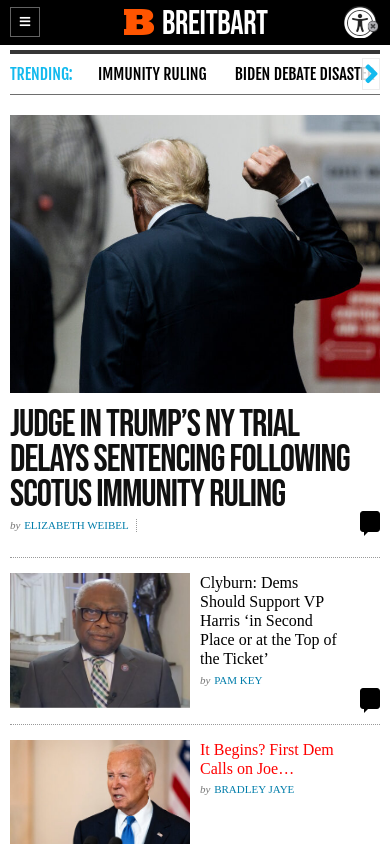 BREITBART
TRENDING: IMMUNITY RULING BIDEN DEBATE DISASTE
JUDGE IN TRUMP’S NY TRIAL
DELAYS SENTENCING FOLLOWING
SCOTUS IMMUNITY RULING
by ELIZABETH WEIBEL
Clyburn: Dems
Should Support VP
Harris ‘in Second
Place or at the Top of
the Ticket’
by PAM KEY
It Begins? First Dem
Calls on Joe…
by BRADLEY JAYE